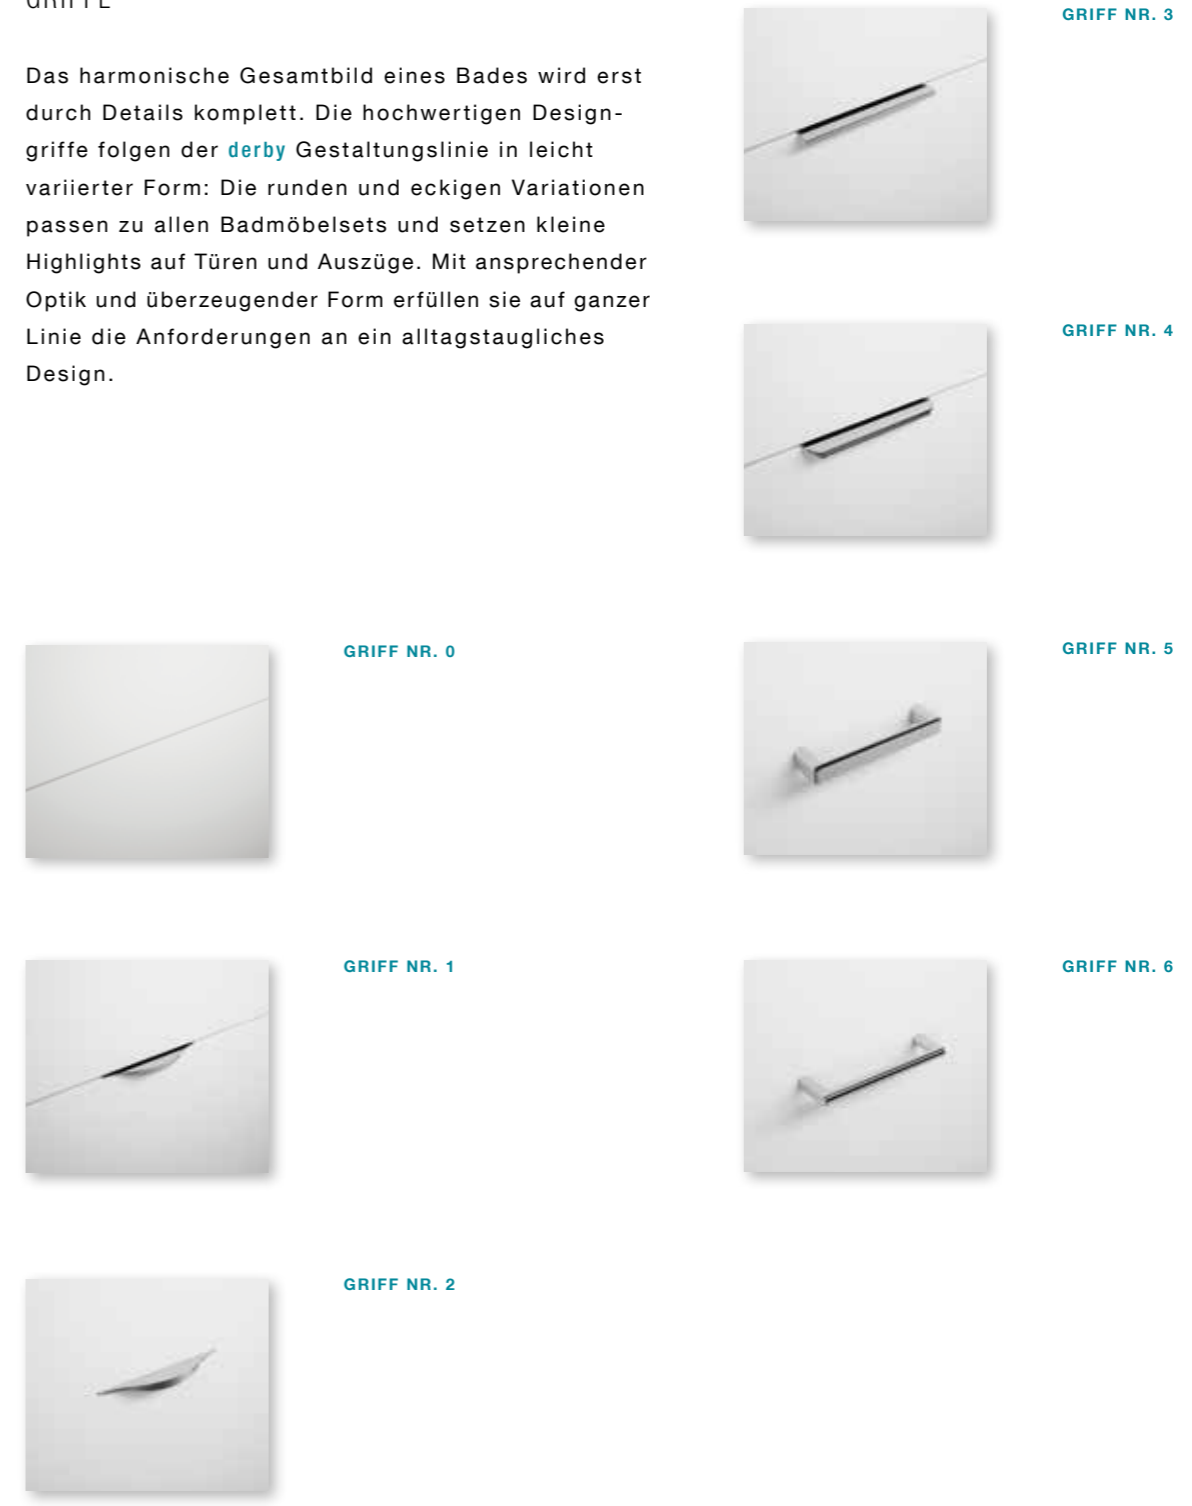 GRIFFE
Das harmonische Gesamtbild eines Bades wird erst
durch Details komplett. Die hochwertigen Design-
griffe folgen der derby Gestaltungslinie in leicht
variierter Form: Die runden und eckigen Variationen
passen zu allen Badmöbelsets und setzen kleine
Highlights auf Türen und Auszüge. Mit ansprechender
Optik und überzeugender Form erfüllen sie auf ganzer
Linie die Anforderungen an ein alltagstaugliches
Design.
GRIFF NR. 0
GRIFF NR. 1
GRIFF NR. 2
GRIFF NR. 3
GRIFF NR. 4
GRIFF NR. 5
GRIFF NR. 6